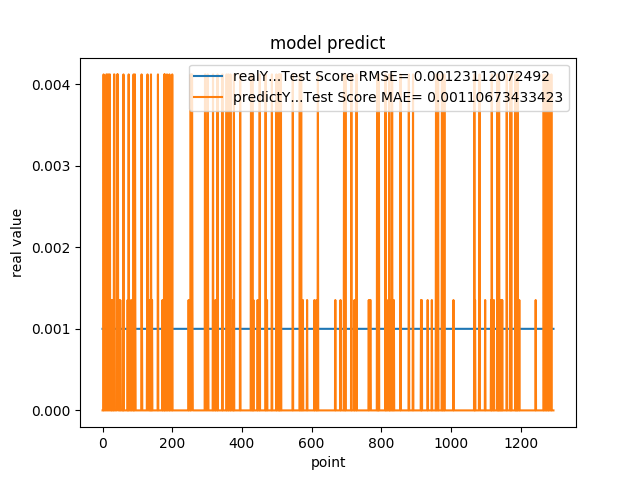 model predict
realY...Test Score RMSE= 0.00123112072492
predictY...Test Score MAE= 0.00110673433423
0.004
0.003
0.002
0.001
0.000
real value
0 200 400 600 800 1000 1200
point